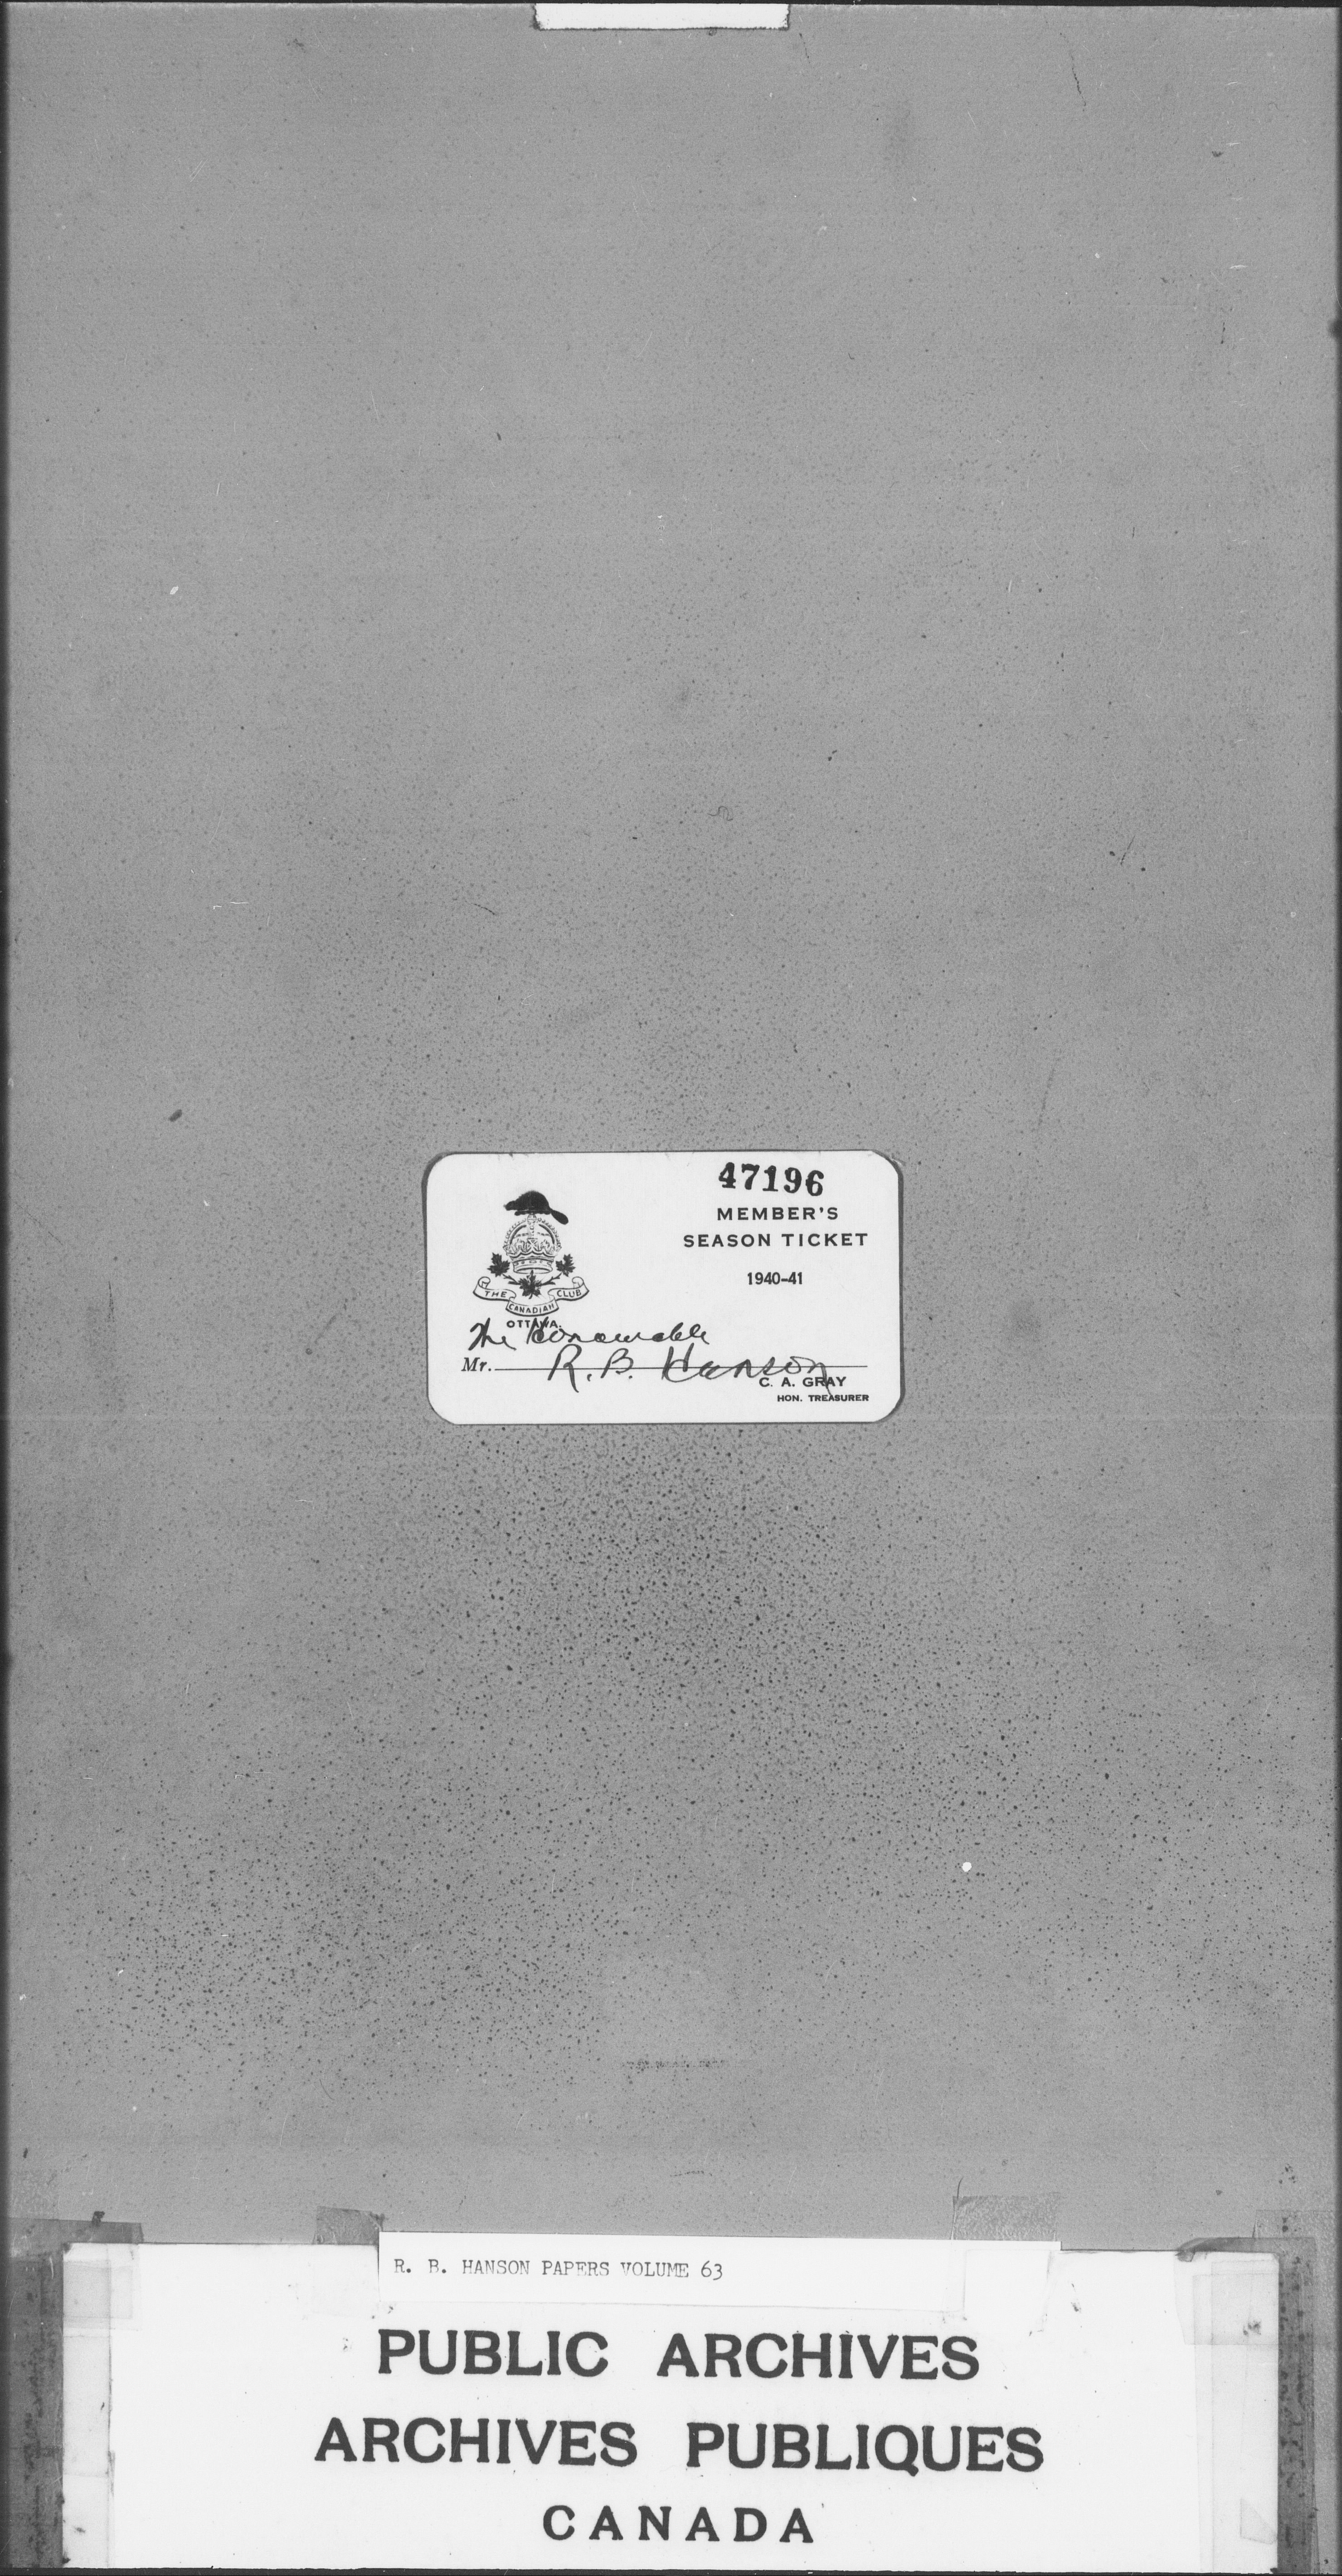 47196
MEMBER'S
SEASON TICKET
1940-41
THE CANADIAN CLUB
OTTAWA.
The Honourable
Mr. R. B. Hanson
C. A. GRAY
HON. TREASURER
R. B. HANSON PAPERS VOLUME 63
PUBLIC ARCHIVES
ARCHIVES PUBLIQUES
CANADA